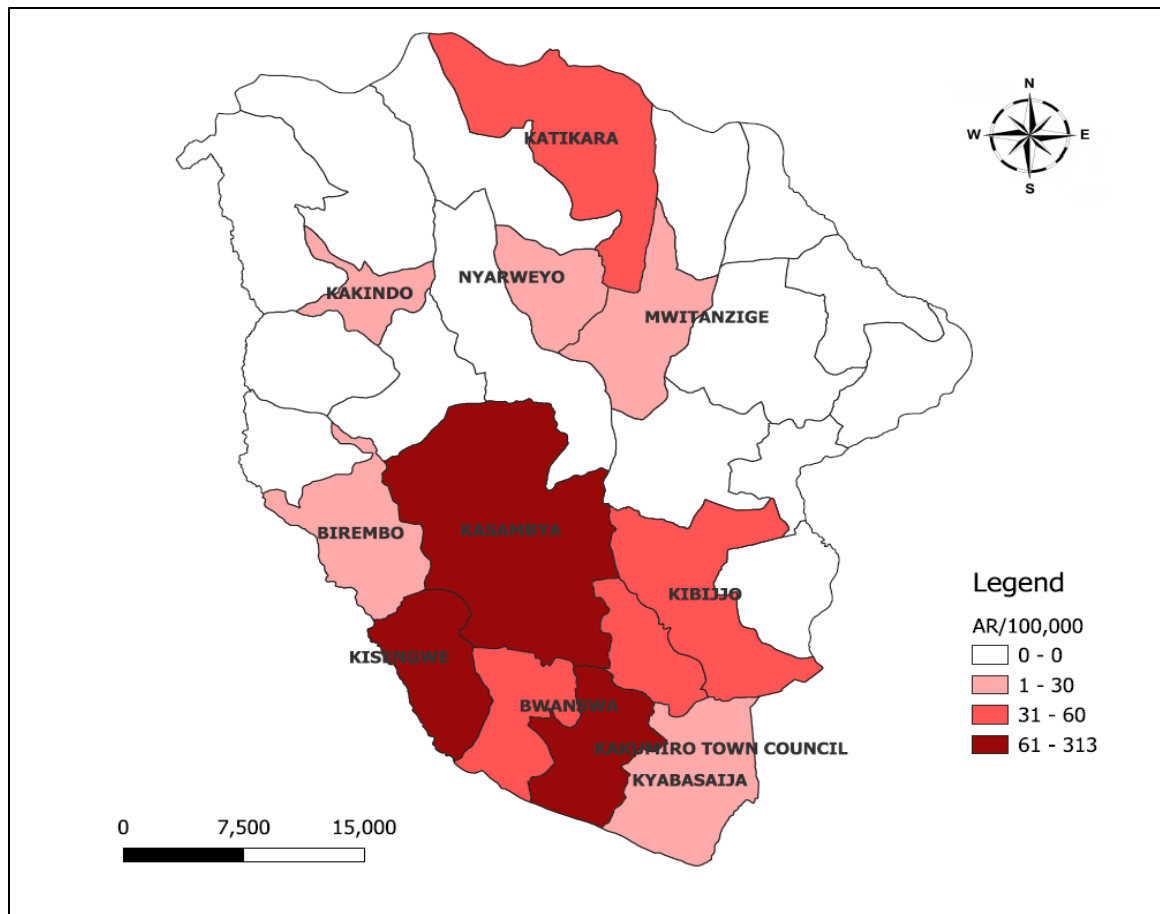 N
W E
S
KATIKARA
NYARWEYO
KAKINDO
MWITANZIGE
BIREMBO
KASAMBYA
KIBIJJO
KISENGWE
BWANSWA
KAKUMIRO TOWN COUNCIL
KYABASAIJA
Legend
AR/100,000
0 - 0
1 - 30
31 - 60
61 - 313
0 7,500 15,000